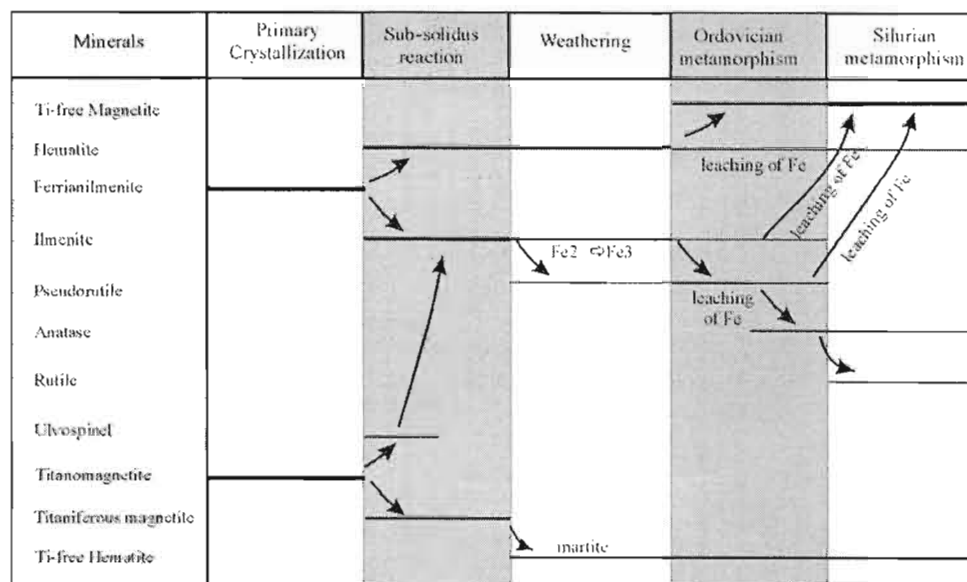 Minerals
Primary
Crystallization
Sub-solidus
reaction
Weathering
Ordovician
metamorphism
Silurian
metamorphism
Ti-free Magnetite
Hematite
leaching of Fe
Ferrianilmenite
leaching of Fe
leaching of Fe
Ilmenite
Fe2 ⇨Fe3
Pseudorutile
leaching
of Fe
Anatase
Rutile
Ulvospinel
Titanomagnetite
Titaniferous magnetite
martite
Ti-free Hematite